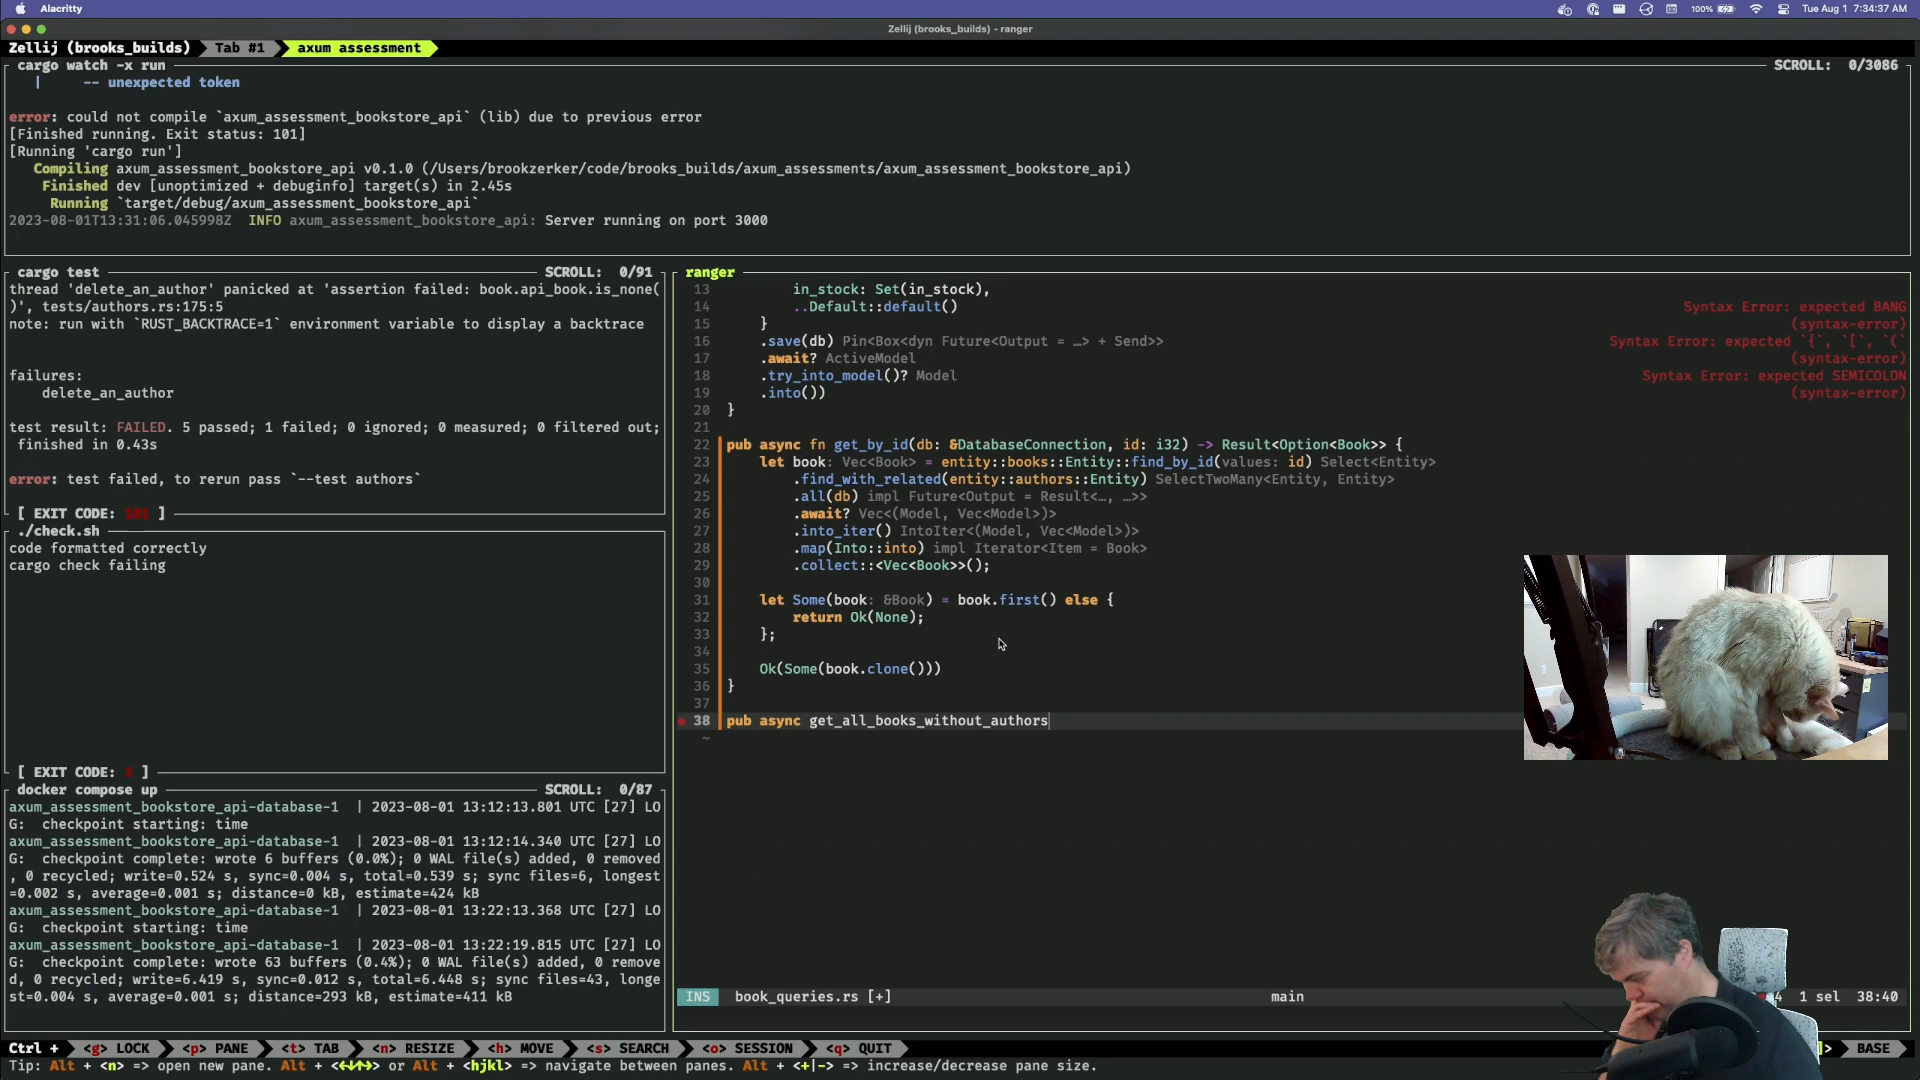 Alacritty
100%
Tue Aug 1 7:34:37 AM
Zellij (brooks_builds) - ranger
Zellij (brooks_builds) Tab #1 axum assessment
cargo watch -x run SCROLL: 0/3086
| -- unexpected token
error: could not compile `axum_assessment_bookstore_api` (lib) due to previous error
[Finished running. Exit status: 101]
[Running 'cargo run']
Compiling axum_assessment_bookstore_api v0.1.0 (/Users/brookzerker/code/brooks_builds/axum_assessments/axum_assessment_bookstore_api)
Finished dev [unoptimized + debuginfo] target(s) in 2.45s
Running `target/debug/axum_assessment_bookstore_api`
2023-08-01T13:31:06.045998Z INFO axum_assessment_bookstore_api: Server running on port 3000
cargo test SCROLL: 0/91
thread 'delete_an_author' panicked at 'assertion failed: book.api_book.is_none(
)', tests/authors.rs:175:5
note: run with `RUST_BACKTRACE=1` environment variable to display a backtrace
failures:
delete_an_author
test result: FAILED. 5 passed; 1 failed; 0 ignored; 0 measured; 0 filtered out;
finished in 0.43s
error: test failed, to rerun pass `--test authors`
[ EXIT CODE: 101 ]
./check.sh
code formatted correctly
cargo check failing
[ EXIT CODE: ]
docker compose up SCROLL: 0/87
axum_assessment_bookstore_api-database-1 | 2023-08-01 13:12:13.801 UTC [27] LO
G: checkpoint starting: time
axum_assessment_bookstore_api-database-1 | 2023-08-01 13:12:14.340 UTC [27] LO
G: checkpoint complete: wrote 6 buffers (0.0%); 0 WAL file(s) added, 0 removed
, 0 recycled; write=0.524 s, sync=0.004 s, total=0.539 s; sync files=6, longest
=0.002 s, average=0.001 s; distance=0 kB, estimate=424 kB
axum_assessment_bookstore_api-database-1 | 2023-08-01 13:22:13.368 UTC [27] LO
G: checkpoint starting: time
axum_assessment_bookstore_api-database-1 | 2023-08-01 13:22:19.815 UTC [27] LO
G: checkpoint complete: wrote 63 buffers (0.4%); 0 WAL file(s) added, 0 remove
d, 0 recycled; write=6.419 s, sync=0.012 s, total=6.448 s; sync files=43, longe
st=0.004 s, average=0.001 s; distance=293 kB, estimate=411 kB
ranger
13 in_stock: Set(in_stock),
14 ..Default::default()
15 }
16 .save(db) Pin<Box<dyn Future<Output = …> + Send>>
17 .await? ActiveModel
18 .try_into_model()? Model
19 .into())
20 }
21
22 pub async fn get_by_id(db: &DatabaseConnection, id: i32) -> Result<Option<Book>> {
23 let book: Vec<Book> = entity::books::Entity::find_by_id(values: id) Select<Entity>
24 .find_with_related(entity::authors::Entity) SelectTwoMany<Entity, Entity>
25 .all(db) impl Future<Output = Result<…, …>>
26 .await? Vec<(Model, Vec<Model>)>
27 .into_iter() IntoIter<(Model, Vec<Model>)>
28 .map(Into::into) impl Iterator<Item = Book>
29 .collect::<Vec<Book>>();
30
31 let Some(book: &Book) = book.first() else {
32 return Ok(None);
33 };
34
35 Ok(Some(book.clone()))
36 }
37
38 pub async get_all_books_without_authors
~
Syntax Error: expected BANG
(syntax-error)
Syntax Error: expected `{`, `[`, `(`
(syntax-error)
Syntax Error: expected SEMICOLON
(syntax-error)
INS book_queries.rs [+] main 4 1 sel 38:40
Ctrl + <g> LOCK <p> PANE <t> TAB <n> RESIZE <h> MOVE <s> SEARCH <o> SESSION <q> QUIT > BASE
Tip: Alt + <n> => open new pane. Alt + <←↓↑→> or Alt + <hjkl> => navigate between panes. Alt + <+|-> => increase/decrease pane size.